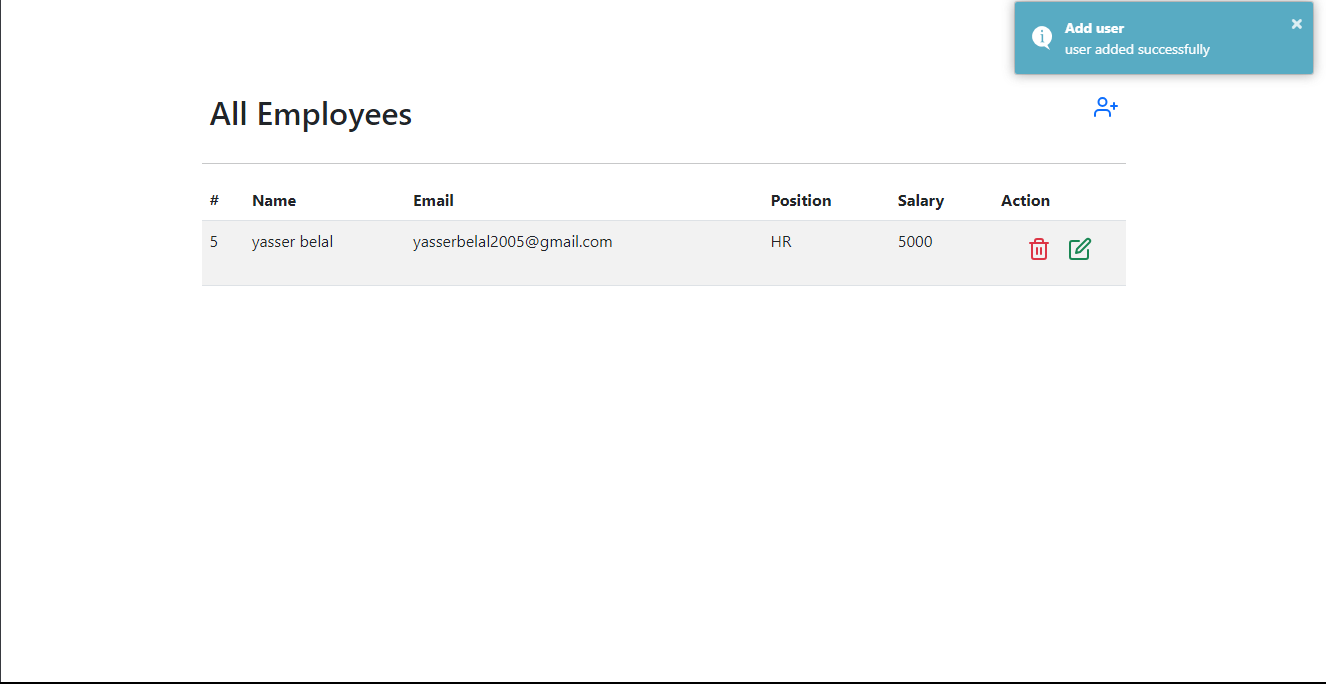 Add user
user added successfully
All Employees
# Name Email Position Salary Action
5 yasser belal yasserbelal2005@gmail.com HR 5000